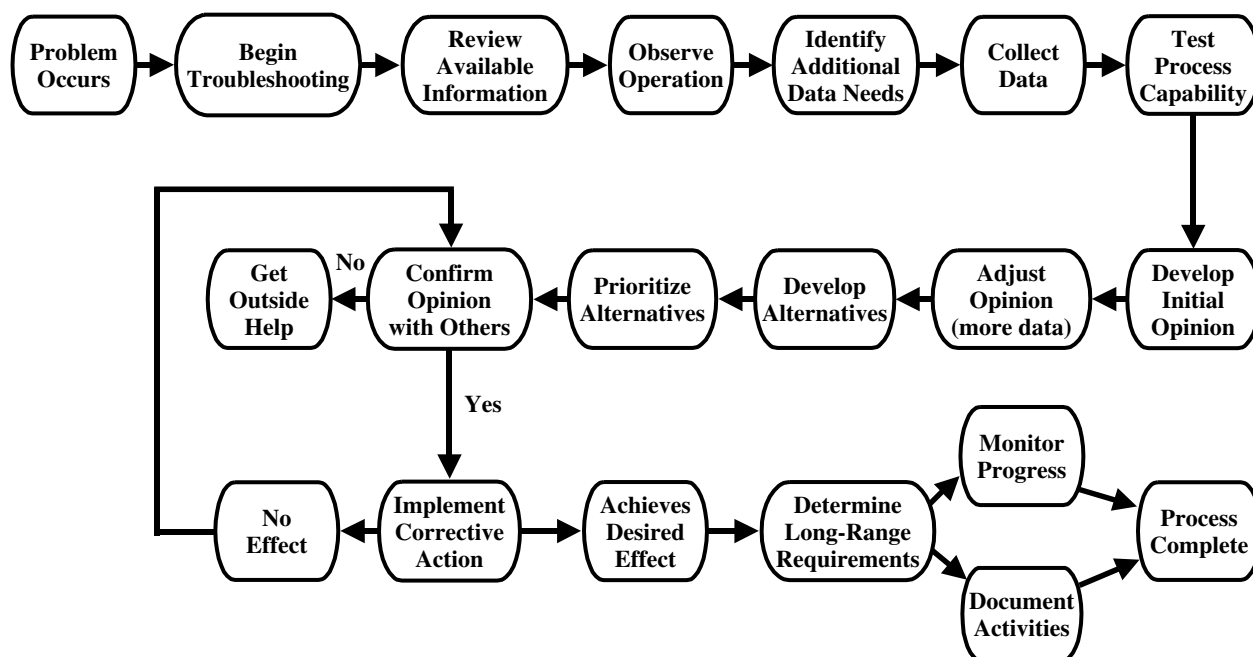 Problem
Occurs
Begin
Troubleshooting
Review
Available
Information
Observe
Operation
Identify
Additional
Data Needs
Collect
Data
Test
Process
Capability
Get
Outside
Help
No
Confirm
Opinion
with Others
Prioritize
Alternatives
Develop
Alternatives
Adjust
Opinion
(more data)
Develop
Initial
Opinion
Yes
No
Effect
Implement
Corrective
Action
Achieves
Desired
Effect
Determine
Long-Range
Requirements
Monitor
Progress
Document
Activities
Process
Complete